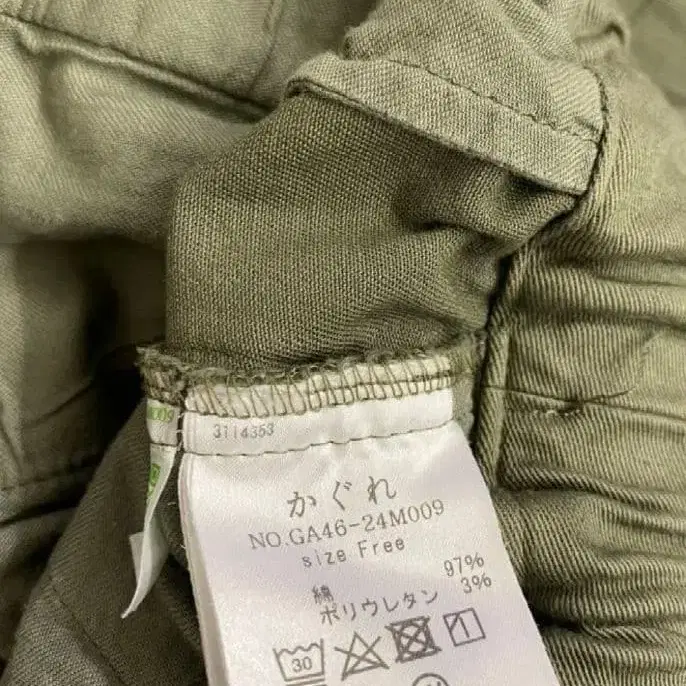 M009
3114353
かぐれ
NO.GA46-24M009
size Free
綿 97%
ポリウレタン 3%
30